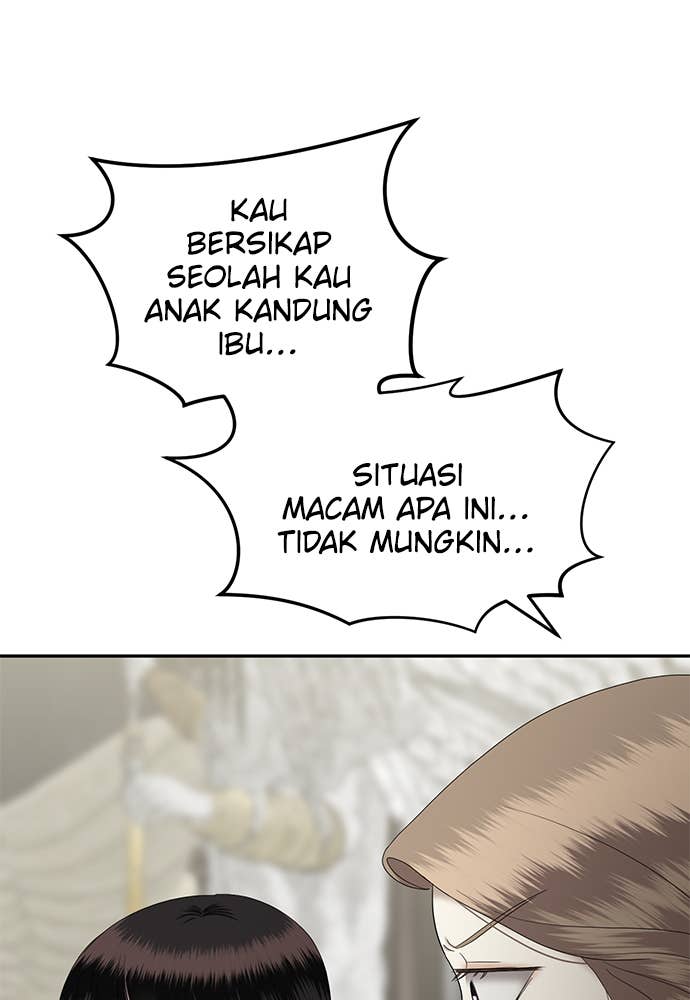 KAU
BERSIKAP
SEOLAH KAU
ANAK KANDUNG
IBU...
SITUASI
MACAM APA INI...
TIDAK MUNGKIN...